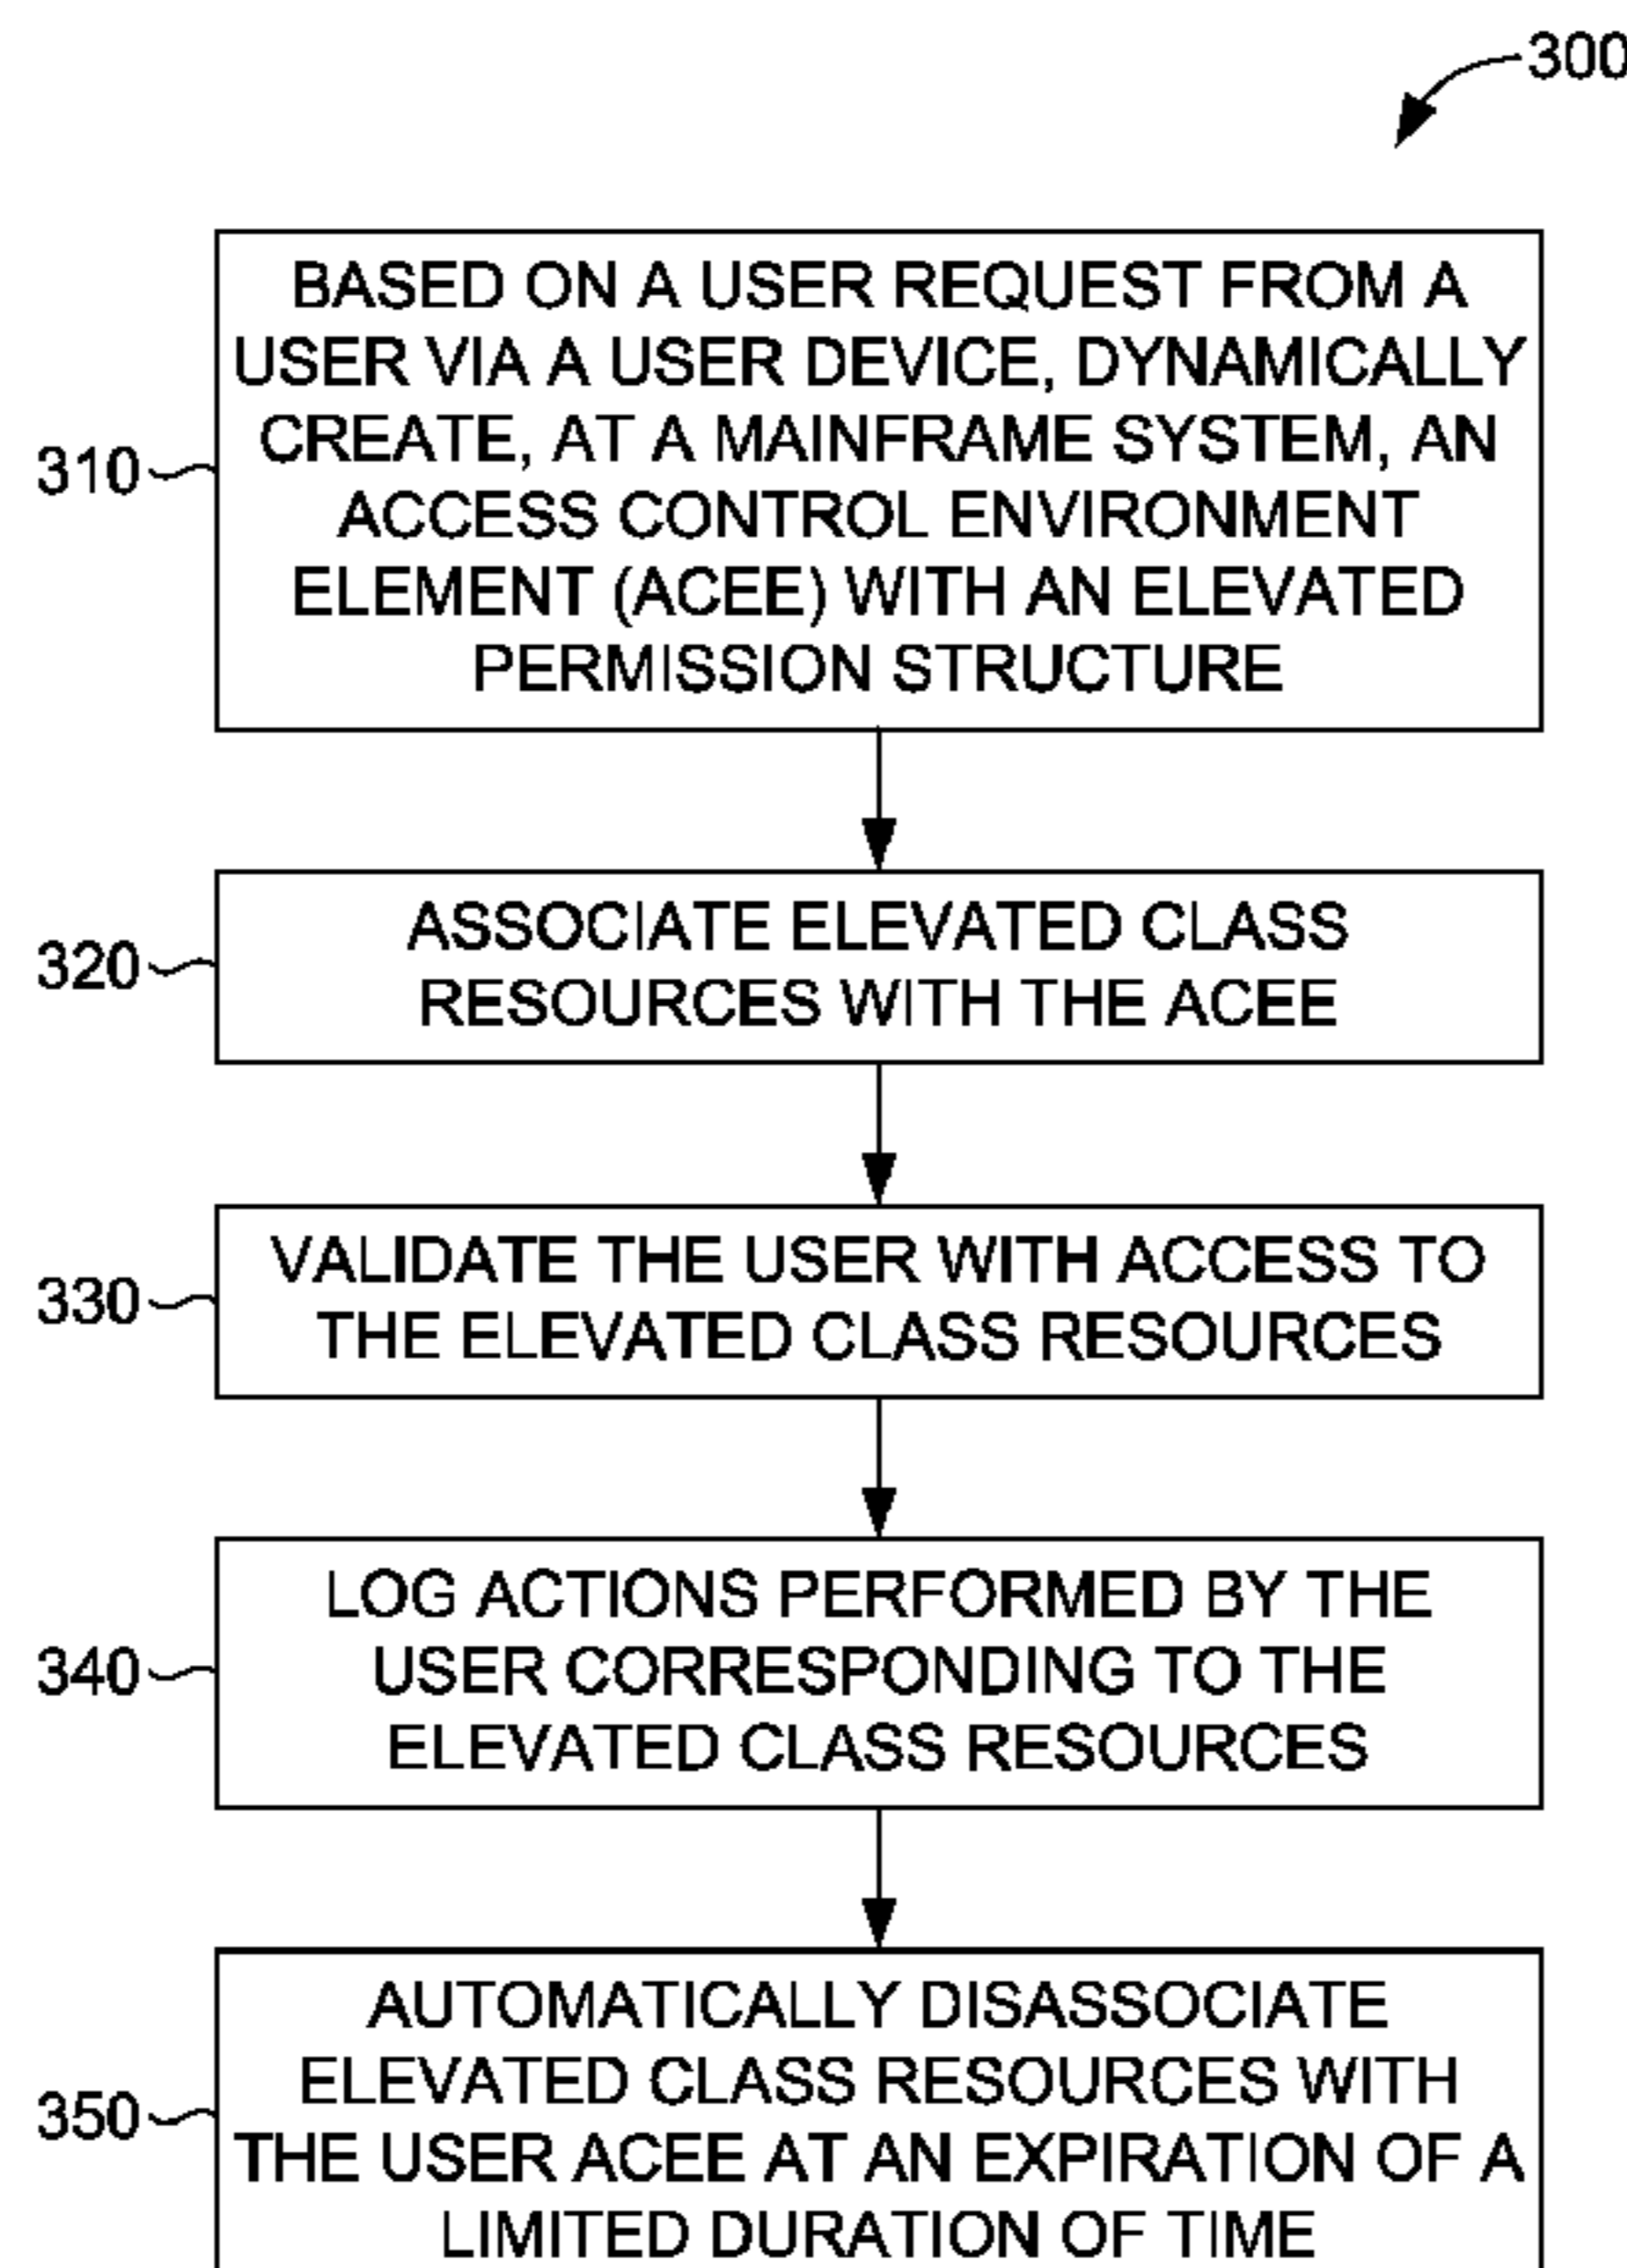 300
BASED ON A USER REQUEST FROM A
USER VIA A USER DEVICE, DYNAMICALLY
CREATE, AT A MAINFRAME SYSTEM, AN
ACCESS CONTROL ENVIRONMENT
ELEMENT (ACEE) WITH AN ELEVATED
PERMISSION STRUCTURE
310
ASSOCIATE ELEVATED CLASS
RESOURCES WITH THE ACEE
320
VALIDATE THE USER WITH ACCESS TO
THE ELEVATED CLASS RESOURCES
330
LOG ACTIONS PERFORMED BY THE
USER CORRESPONDING TO THE
ELEVATED CLASS RESOURCES
340
AUTOMATICALLY DISASSOCIATE
ELEVATED CLASS RESOURCES WITH
THE USER ACEE AT AN EXPIRATION OF A
LIMITED DURATION OF TIME
350